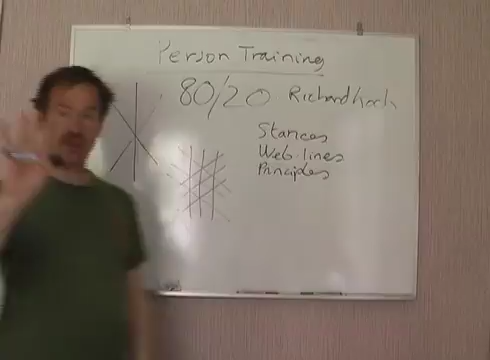 Person Training
80/20 Richard Koch
Stances
Web-lines
Principles